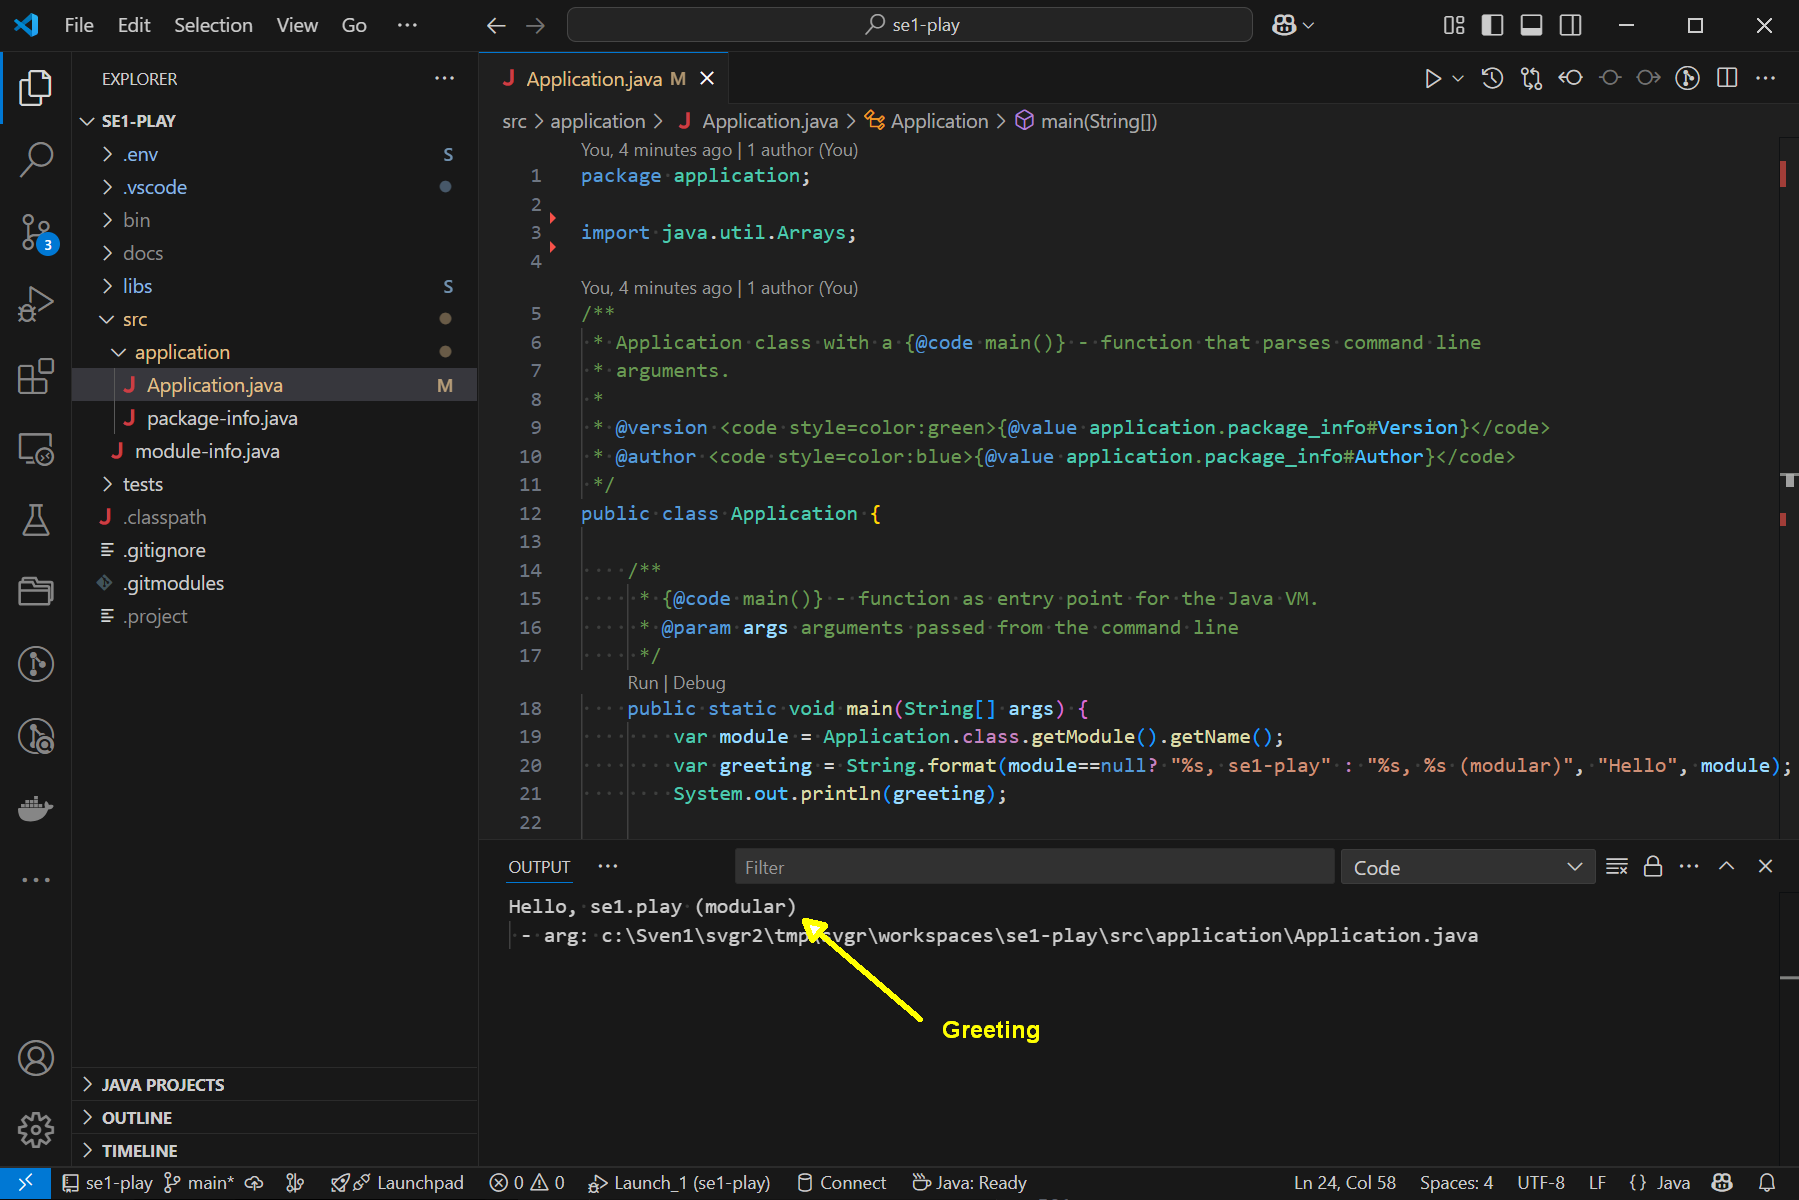 File Edit Selection View Go ··· se1-play
EXPLORER ···
SE1-PLAY
.env S
.vscode
bin
docs
libs S
src
application
Application.java M
package-info.java
module-info.java
tests
.classpath
.gitignore
.gitmodules
.project
JAVA PROJECTS
OUTLINE
TIMELINE
3
Application.java M
src > application > Application.java > Application > main(String[])
You, 4 minutes ago | 1 author (You)
1 package application;
2
3 import java.util.Arrays;
4
You, 4 minutes ago | 1 author (You)
5 /**
6 * Application class with a {@code main()} - function that parses command line
7 * arguments.
8 *
9 * @version <code style=color:green>{@value application.package_info#Version}</code>
10 * @author <code style=color:blue>{@value application.package_info#Author}</code>
11 */
12 public class Application {
13
14 /**
15 * {@code main()} - function as entry point for the Java VM.
16 * @param args arguments passed from the command line
17 */
Run | Debug
18 public static void main(String[] args) {
19 var module = Application.class.getModule().getName();
20 var greeting = String.format(module==null? "%s, se1-play" : "%s, %s (modular)", "Hello", module);
21 System.out.println(greeting);
22
OUTPUT ··· Filter Code
Hello, se1.play (modular)
- arg: c:\Sven1\svgr2\tmp\svgr\workspaces\se1-play\src\application\Application.java
Greeting
se1-play main* Launchpad 0 0 Launch_1 (se1-play) Connect Java: Ready Ln 24, Col 58 Spaces: 4 UTF-8 LF {} Java